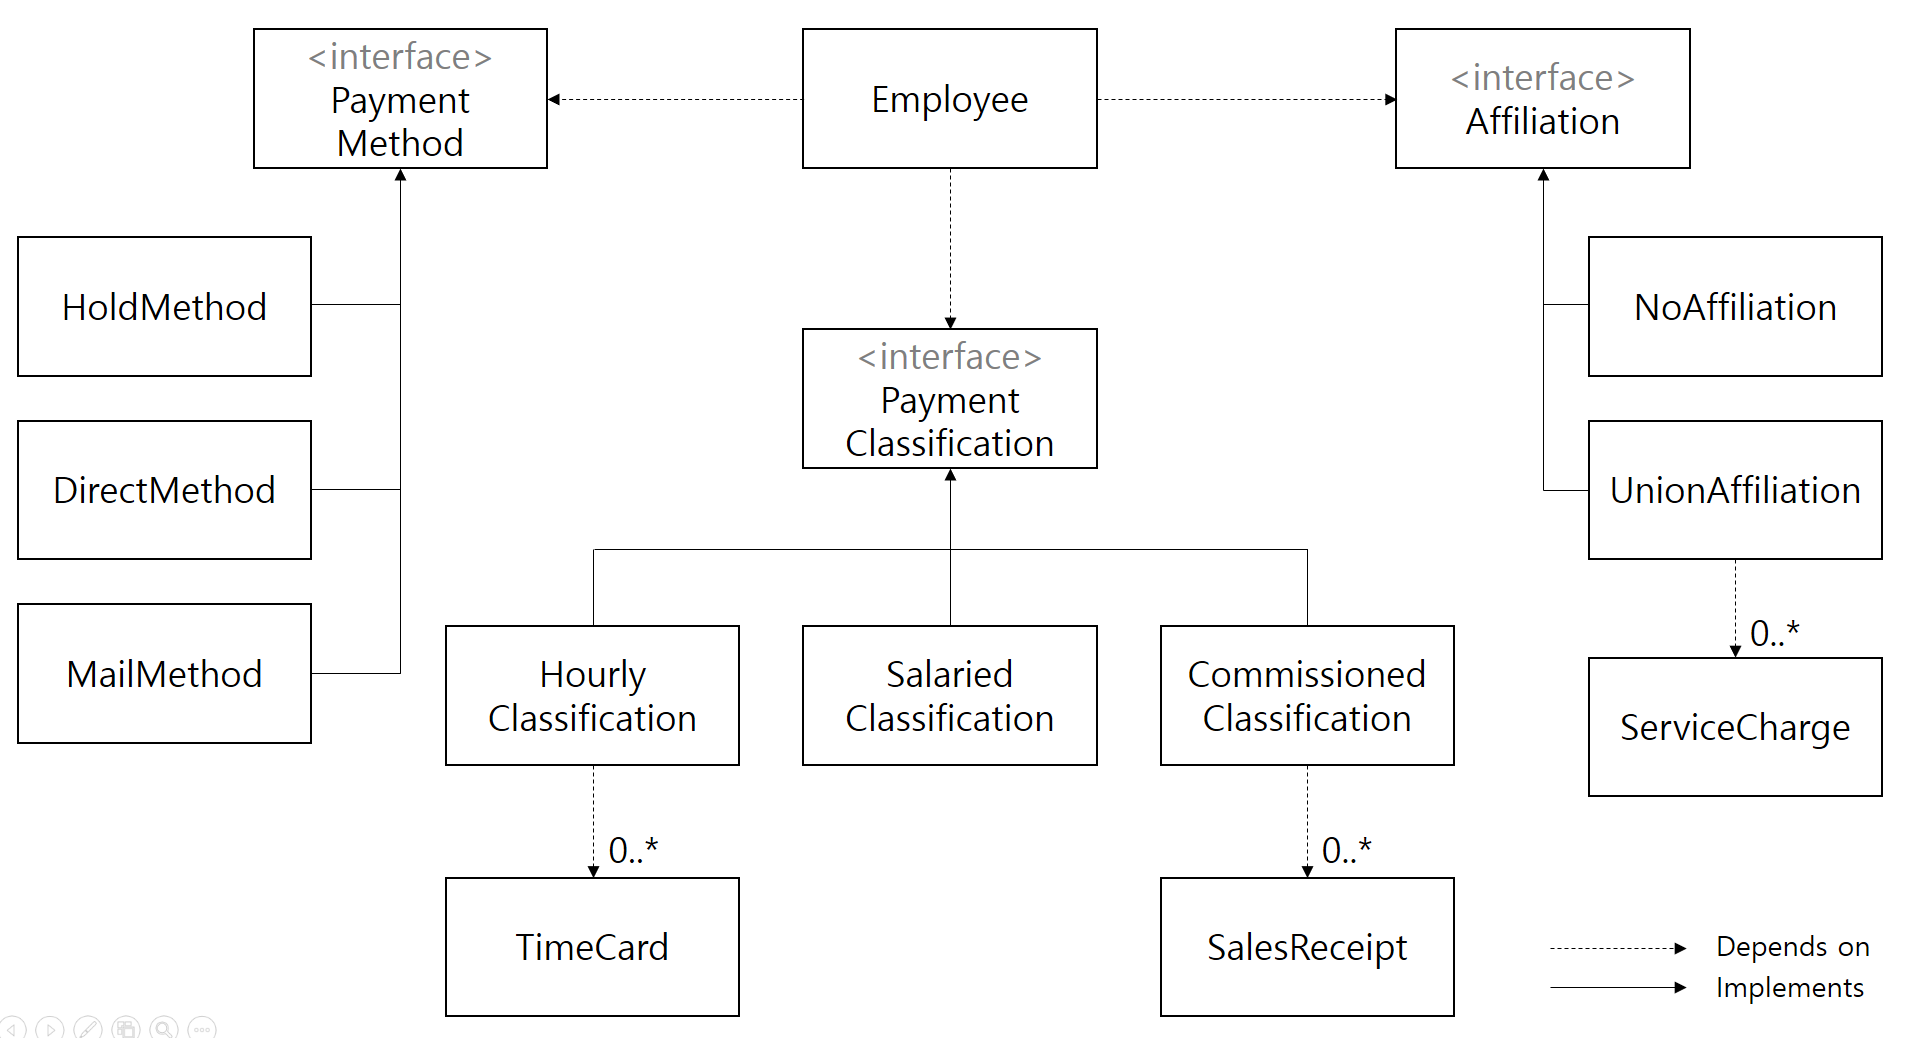 <interface>
Payment
Method
Employee
<interface>
Affiliation
HoldMethod
NoAffiliation
<interface>
Payment
Classification
DirectMethod
UnionAffiliation
MailMethod
Hourly
Classification
Salaried
Classification
Commissioned
Classification
0..*
ServiceCharge
0..*
0..*
TimeCard
SalesReceipt
Depends on
Implements